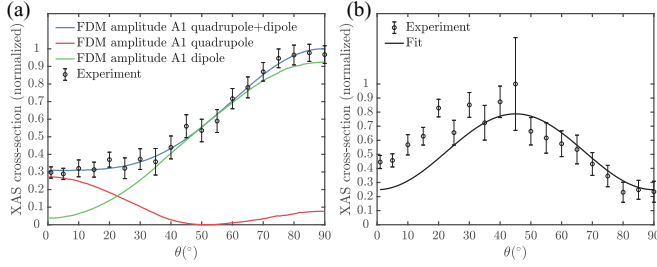 (a)
FDM amplitude A1 quadrupole+dipole
FDM amplitude A1 quadrupole
FDM amplitude A1 dipole
Experiment
XAS cross-section (normalized)
1
0.9
0.8
0.7
0.6
0.5
0.4
0.3
0.2
0.1
0
0 10 20 30 40 50 60 70 80 90
θ(°)
(b)
Experiment
Fit
XAS cross-section (normalized)
1
0.9
0.8
0.7
0.6
0.5
0.4
0.3
0.2
0
0 10 20 30 40 50 60 70 80 90
θ(°)